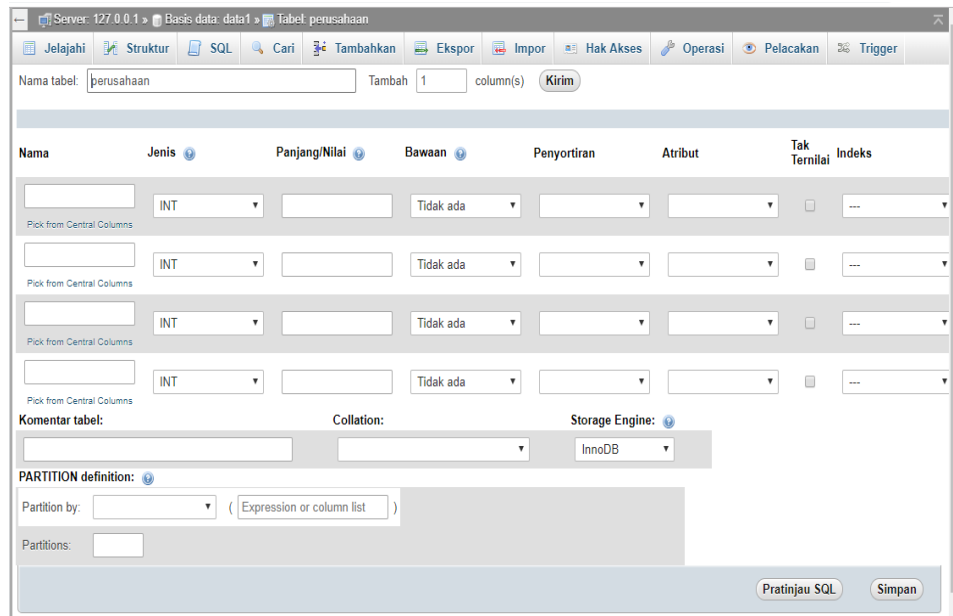 Server: 127.0.0.1 » Basis data: data1 » Tabel: perusahaan
Jelajahi Struktur SQL Cari Tambahkan Ekspor Impor Hak Akses Operasi Pelacakan Trigger
Nama tabel: perusahaan Tambah 1 column(s) Kirim
Nama Jenis Panjang/Nilai Bawaan Penyortiran Atribut Tak Ternilai Indeks
INT Tidak ada ---
Pick from Central Columns
INT Tidak ada ---
Pick from Central Columns
INT Tidak ada ---
Pick from Central Columns
INT Tidak ada ---
Pick from Central Columns
Komentar tabel: Collation: Storage Engine:
InnoDB
PARTITION definition:
Partition by: ( Expression or column list )
Partitions:
Pratinjau SQL Simpan